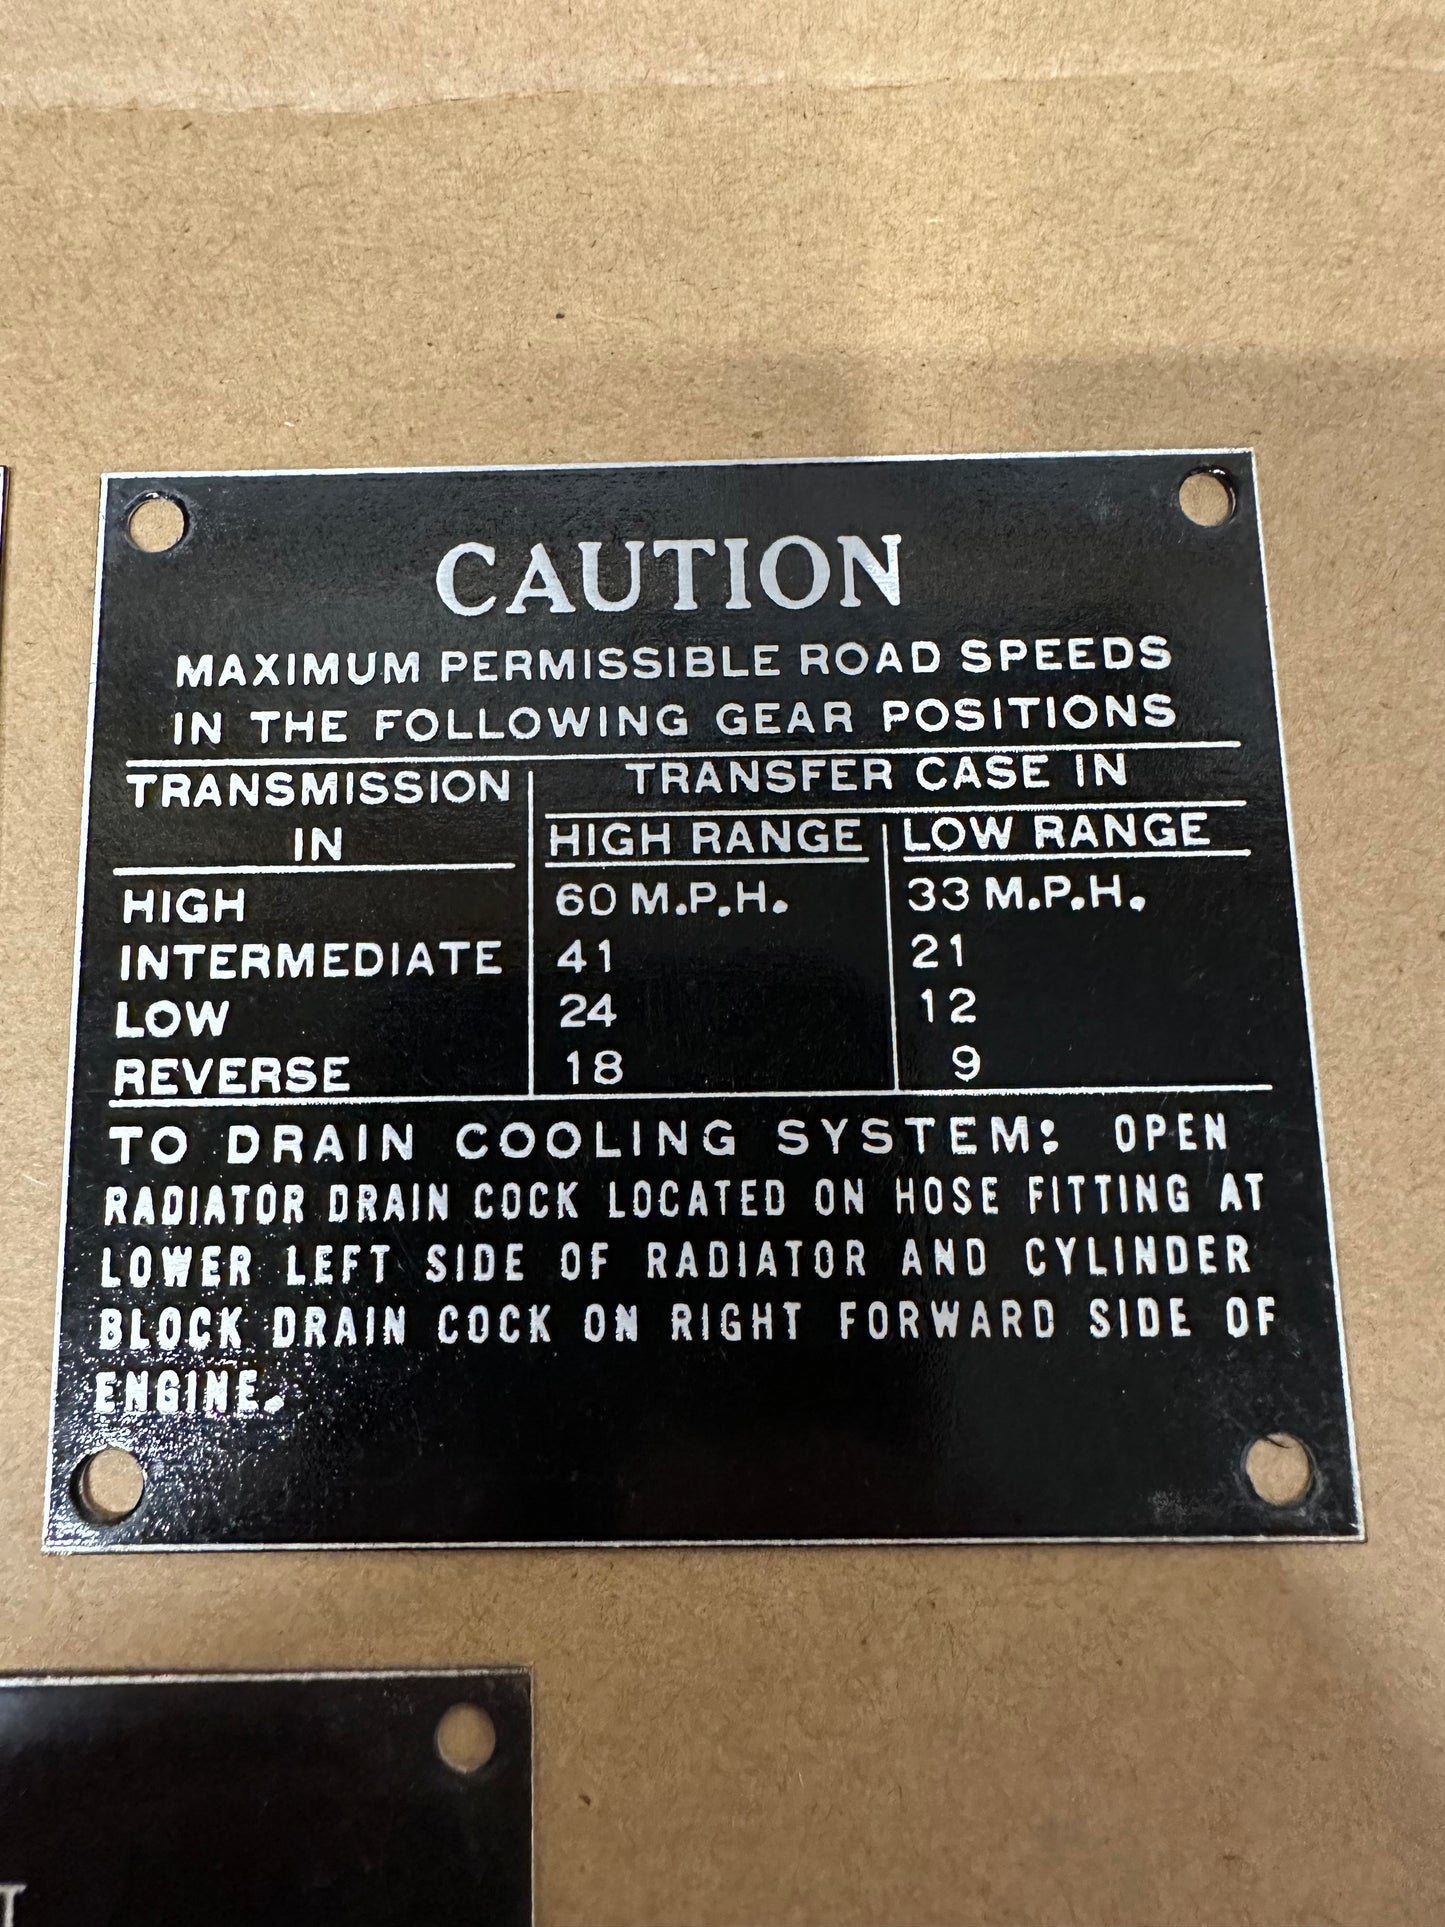 CAUTION
MAXIMUM PERMISSIBLE ROAD SPEEDS
IN THE FOLLOWING GEAR POSITIONS
TRANSMISSION IN TRANSFER CASE IN
HIGH RANGE LOW RANGE
HIGH 60 M.P.H. 33 M.P.H.
INTERMEDIATE 41 21
LOW 24 12
REVERSE 18 9
TO DRAIN COOLING SYSTEM: OPEN
RADIATOR DRAIN COCK LOCATED ON HOSE FITTING AT
LOWER LEFT SIDE OF RADIATOR AND CYLINDER
BLOCK DRAIN COCK ON RIGHT FORWARD SIDE OF
ENGINE.